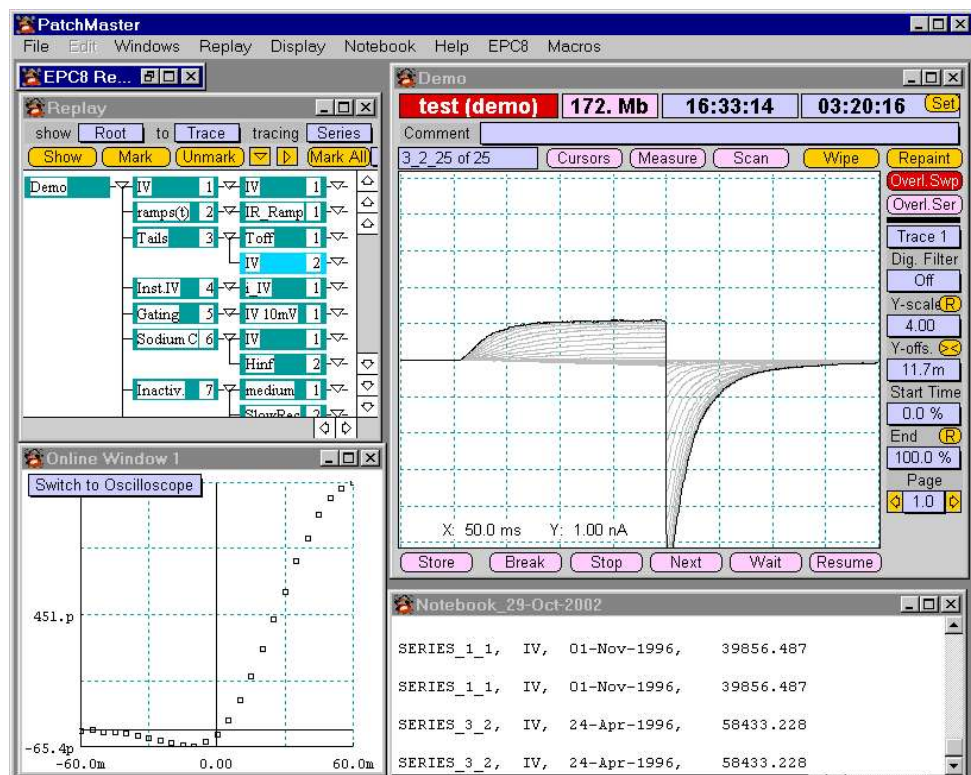 PatchMaster
File Edit Windows Replay Display Notebook Help EPC8 Macros
EPC8 Re...
Replay
show Root to Trace tracing Series
Show Mark Unmark Mark All
Demo IV 1 IV 1
ramps(t) 2 IR_Ramp 1
Tails 3 Toff 1
IV 2
Inst.IV 4 i_IV 1
Gating 5 IV 10mV 1
Sodium C 6 IV 1
Hinf 2
Inactiv. 7 medium 1
SlowRec 2
Online Window 1
Switch to Oscilloscope
451.p
-65.4p
-60.0m 0.00 60.0m
Demo
test (demo) 172. Mb 16:33:14 03:20:16 Set
Comment
3_2_25 of 25 Cursors Measure Scan Wipe Repaint
Overl.Swp
Overl.Ser
Trace 1
Dig. Filter
Off
Y-scale R
4.00
Y-offs. ><
11.7m
Start Time
0.0 %
End R
100.0 %
Page
1.0
X: 50.0 ms Y: 1.00 nA
Store Break Stop Next Wait Resume
Notebook_29-Oct-2002
SERIES_1_1, IV, 01-Nov-1996, 39856.487
SERIES_1_1, IV, 01-Nov-1996, 39856.487
SERIES_3_2, IV, 24-Apr-1996, 58433.228
SERIES_3_2, IV, 24-Apr-1996, 58433.228